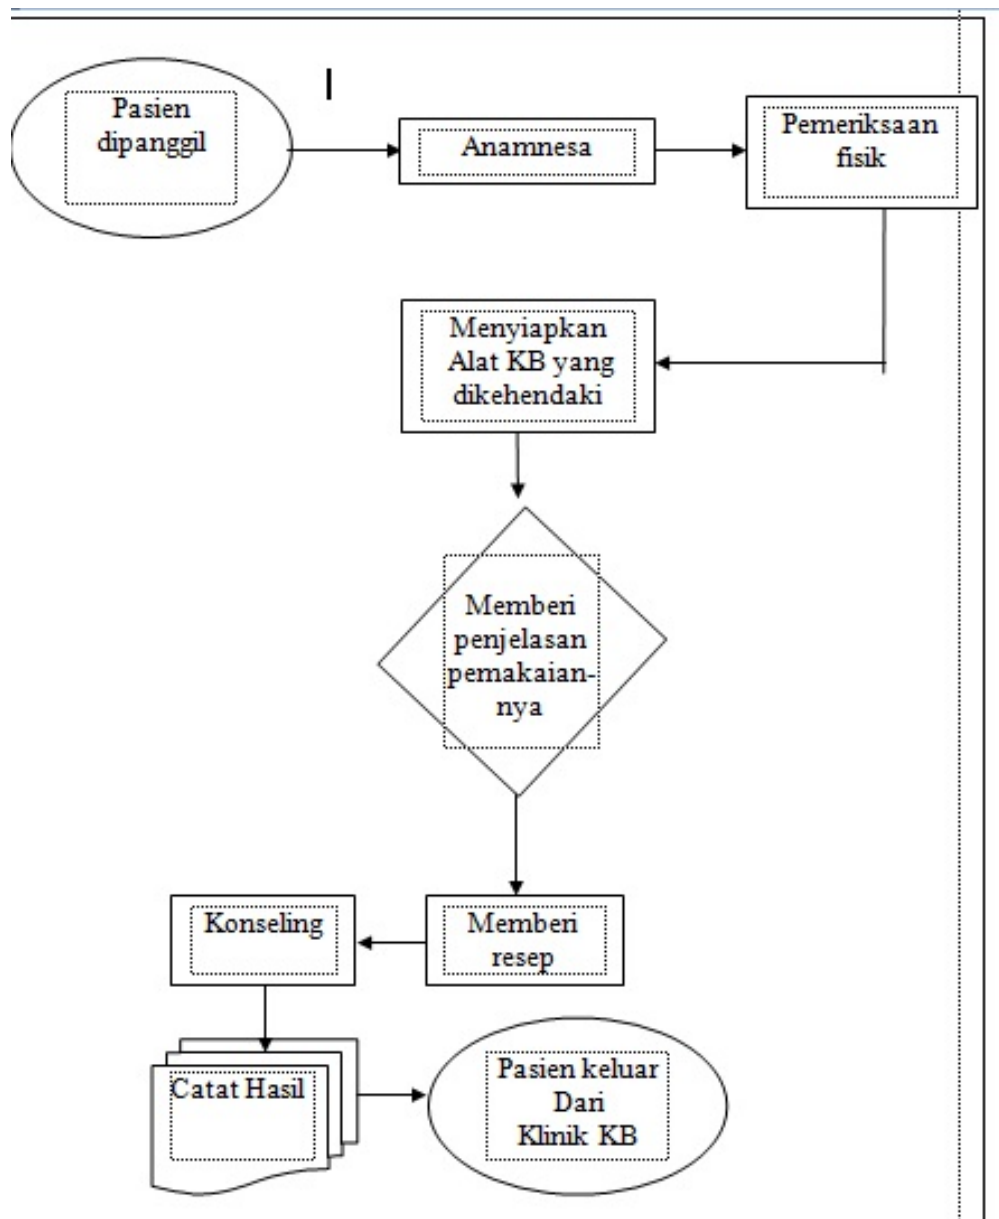 Pasien
dipanggil
Anamnesa
Pemeriksaan
fisik
Menyiapkan
Alat KB yang
dikehendaki
Memberi
penjelasan
pemakaian-
nya
Memberi
resep
Konseling
Catat Hasil
Pasien keluar
Dari
Klinik KB